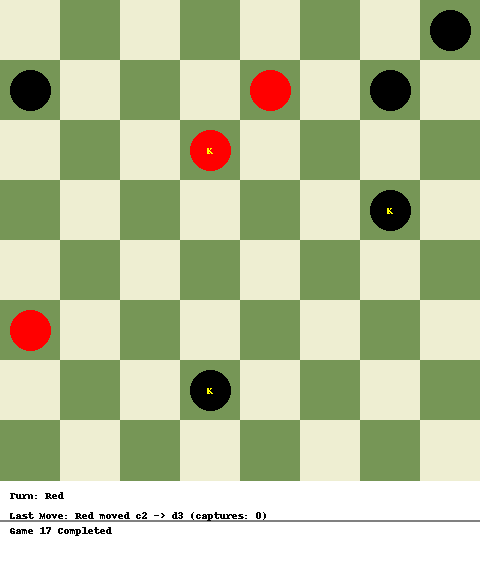 K
K
K
Turn: Red
Last Move: Red moved c2 -> d3 (captures: 0)
Game 17 Completed